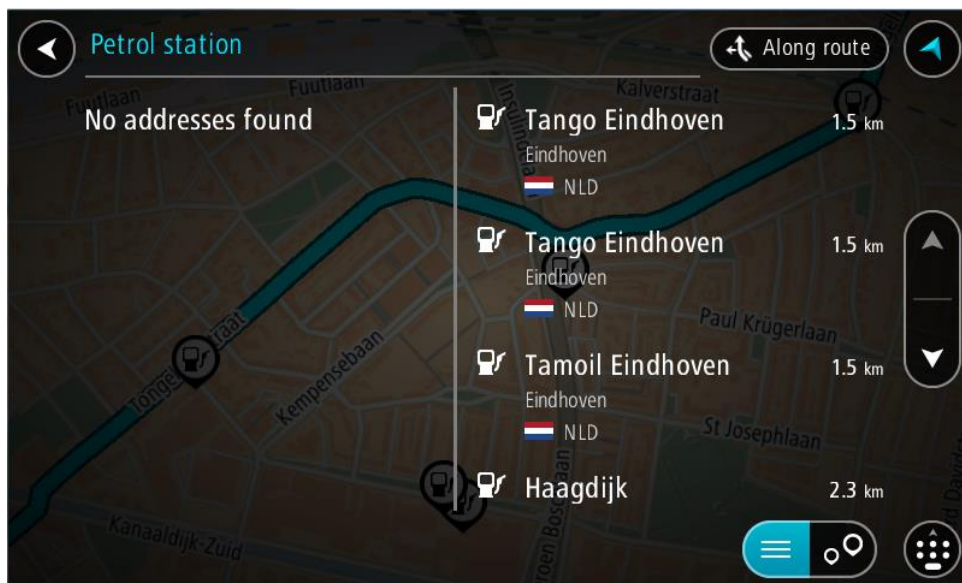 Petrol station
Along route
No addresses found
Tango Eindhoven 1.5 km
Eindhoven
NLD
Tango Eindhoven 1.5 km
Eindhoven
NLD
Tamoil Eindhoven 1.5 km
Eindhoven
NLD
Haagdijk 2.3 km
Fuutlaan
Fuutlaan
Kalverstraat
Paul Krügerlaan
Kempensebaan
St Josephlaan
Kanaaldijk-Zuid